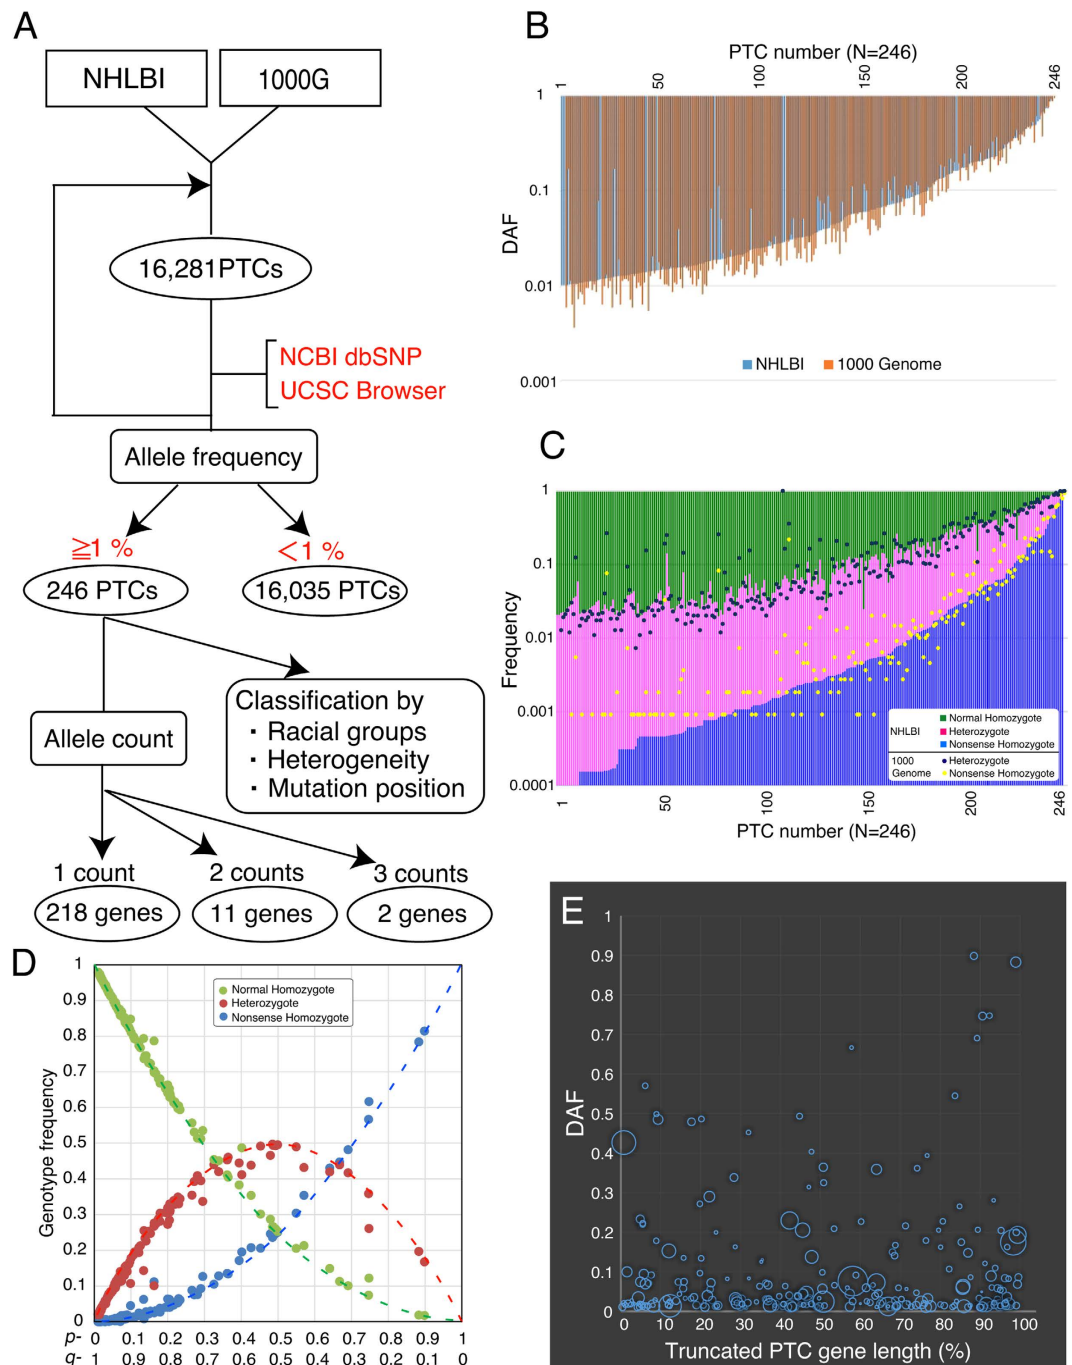 A
NHLBI
1000G
16,281PTCs
NCBI dbSNP
UCSC Browser
Allele frequency
≧1 %
<1 %
246 PTCs
16,035 PTCs
Classification by
・Racial groups
・Heterogeneity
・Mutation position
Allele count
1 count
2 counts
3 counts
218 genes
11 genes
2 genes
B
PTC number (N=246)
1 50 100 150 200 246
1
0.1
0.01
0.001
DAF
NHLBI 1000 Genome
C
1
0.1
0.01
0.001
0.0001
Frequency
NHLBI
Normal Homozygote
Heterozygote
Nonsense Homozygote
1000 Genome
Heterozygote
Nonsense Homozygote
1 50 100 150 200 246
PTC number (N=246)
D
1
0.9
0.8
0.7
0.6
0.5
0.4
0.3
0.2
0.1
0
Genotype frequency
Normal Homozygote
Heterozygote
Nonsense Homozygote
p- 0 0.1 0.2 0.3 0.4 0.5 0.6 0.7 0.8 0.9 1
q- 1 0.9 0.8 0.7 0.6 0.5 0.4 0.3 0.2 0.1 0
E
1
0.9
0.8
0.7
0.6
0.5
0.4
0.3
0.2
0.1
0
DAF
0 10 20 30 40 50 60 70 80 90 100
Truncated PTC gene length (%)